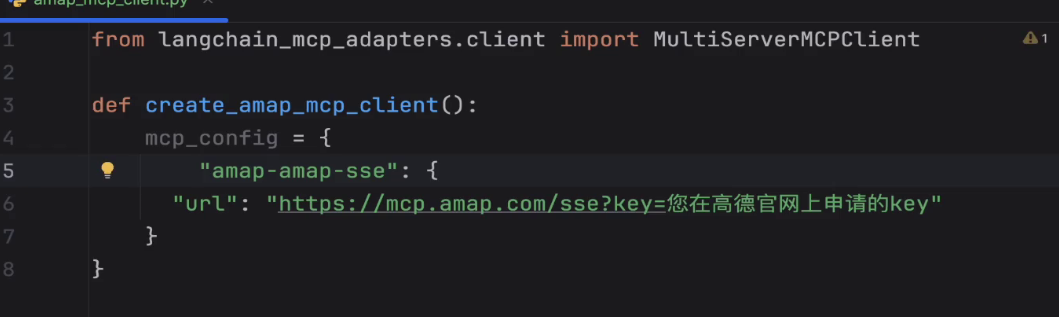 amap_mcp_client.py ×
1 from langchain_mcp_adapters.client import MultiServerMCPClient 1
2
3 def create_amap_mcp_client():
4 mcp_config = {
5 "amap-amap-sse": {
6 "url": "https://mcp.amap.com/sse?key=您在高德官网上申请的key"
7 }
8 }